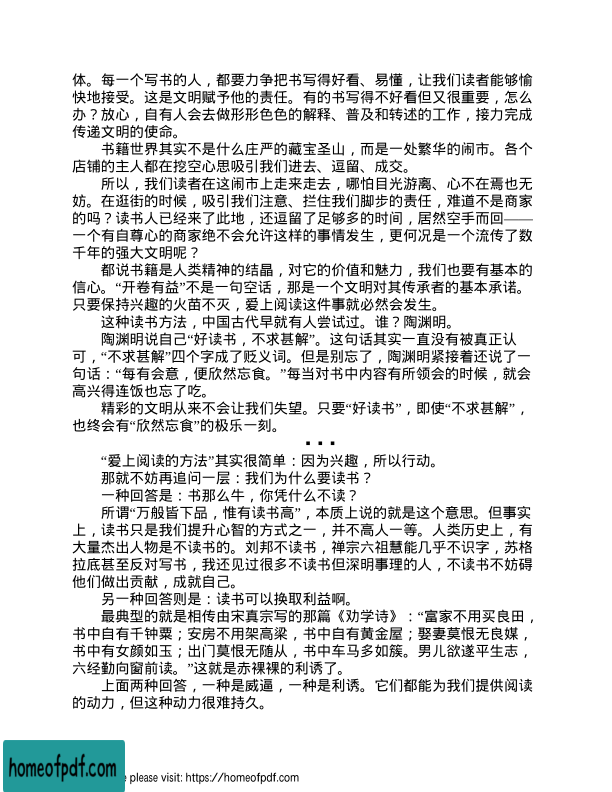 体。每一个写书的人，都要力争把书写得好看、易懂，让我们读者能够愉
快地接受。这是文明赋予他的责任。有的书写得不好看但又很重要，怎么
办？放心，自有人会去做形形色色的解释、普及和转述的工作，接力完成
传递文明的使命。
书籍世界其实不是什么庄严的藏宝圣山，而是一处繁华的闹市。各个
店铺的主人都在挖空心思吸引我们进去、逗留、成交。
所以，我们读者在这闹市上走来走去，哪怕目光游离、心不在焉也无
妨。在逛街的时候，吸引我们注意、拦住我们脚步的责任，难道不是商家
的吗？读书人已经来了此地，还逗留了足够多的时间，居然空手而回——
一个有自尊心的商家绝不会允许这样的事情发生，更何况是一个流传了数
千年的强大文明呢？
都说书籍是人类精神的结晶，对它的价值和魅力，我们也要有基本的
信心。“开卷有益”不是一句空话，那是一个文明对其传承者的基本承诺。
只要保持兴趣的火苗不灭，爱上阅读这件事就必然会发生。
这种读书方法，中国古代早就有人尝试过。谁？陶渊明。
陶渊明说自己“好读书，不求甚解”。这句话其实一直没有被真正认
可，“不求甚解”四个字成了贬义词。但是别忘了，陶渊明紧接着还说了一
句话：“每有会意，便欣然忘食。”每当对书中内容有所领会的时候，就会
高兴得连饭也忘了吃。
精彩的文明从来不会让我们失望。只要“好读书”，即使“不求甚解”，
也终会有“欣然忘食”的极乐一刻。
▪ ▪ ▪
“爱上阅读的方法”其实很简单：因为兴趣，所以行动。
那就不妨再追问一层：我们为什么要读书？
一种回答是：书那么牛，你凭什么不读？
所谓“万般皆下品，惟有读书高”，本质上说的就是这个意思。但事实
上，读书只是我们提升心智的方式之一，并不高人一等。人类历史上，有
大量杰出人物是不读书的。刘邦不读书，禅宗六祖慧能几乎不识字，苏格
拉底甚至反对写书，我还见过很多不读书但深明事理的人，不读书不妨碍
他们做出贡献，成就自己。
另一种回答则是：读书可以换取利益啊。
最典型的就是相传由宋真宗写的那篇《劝学诗》：“富家不用买良田，
书中自有千钟粟；安房不用架高梁，书中自有黄金屋；娶妻莫恨无良媒，
书中有女颜如玉；出门莫恨无随从，书中车马多如簇。男儿欲遂平生志，
六经勤向窗前读。”这就是赤裸裸的利诱了。
上面两种回答，一种是威逼，一种是利诱。它们都能为我们提供阅读
的动力，但这种动力很难持久。
homeofpdf.com
e please visit: https://homeofpdf.com